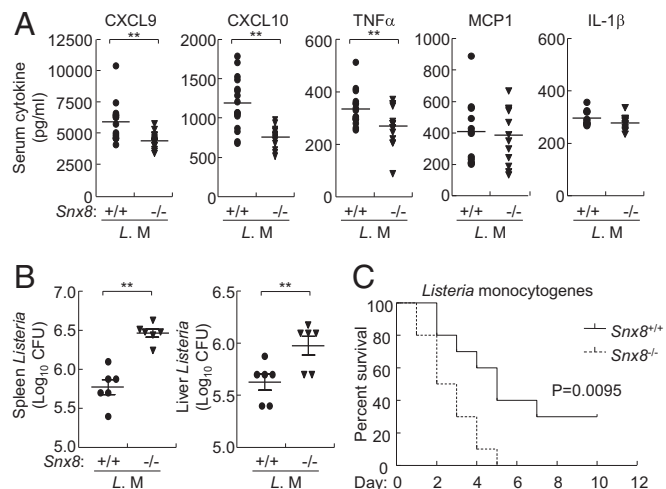 A
CXCL9 CXCL10 TNFα MCP1 IL-1β
Serum cytokine
(pg/ml)
12500
10000
7500
5000
2500
0
**
2000
1500
1000
500
0
**
600
400
200
0
**
1000
800
600
400
200
0
600
400
200
0
Snx8: +/+ -/- +/+ -/- +/+ -/- +/+ -/- +/+ -/-
L. M L. M L. M L. M L. M
B
Spleen Listeria
(Log10 CFU)
7.0
6.5
6.0
5.5
5.0
**
Liver Listeria
(Log10 CFU)
6.5
6.0
5.5
5.0
**
Snx8: +/+ -/- +/+ -/-
L. M L. M
C
Listeria monocytogenes
Percent survival
100
80
60
40
20
0
Snx8+/+
Snx8-/-
P=0.0095
Day: 0 2 4 6 8 10 12